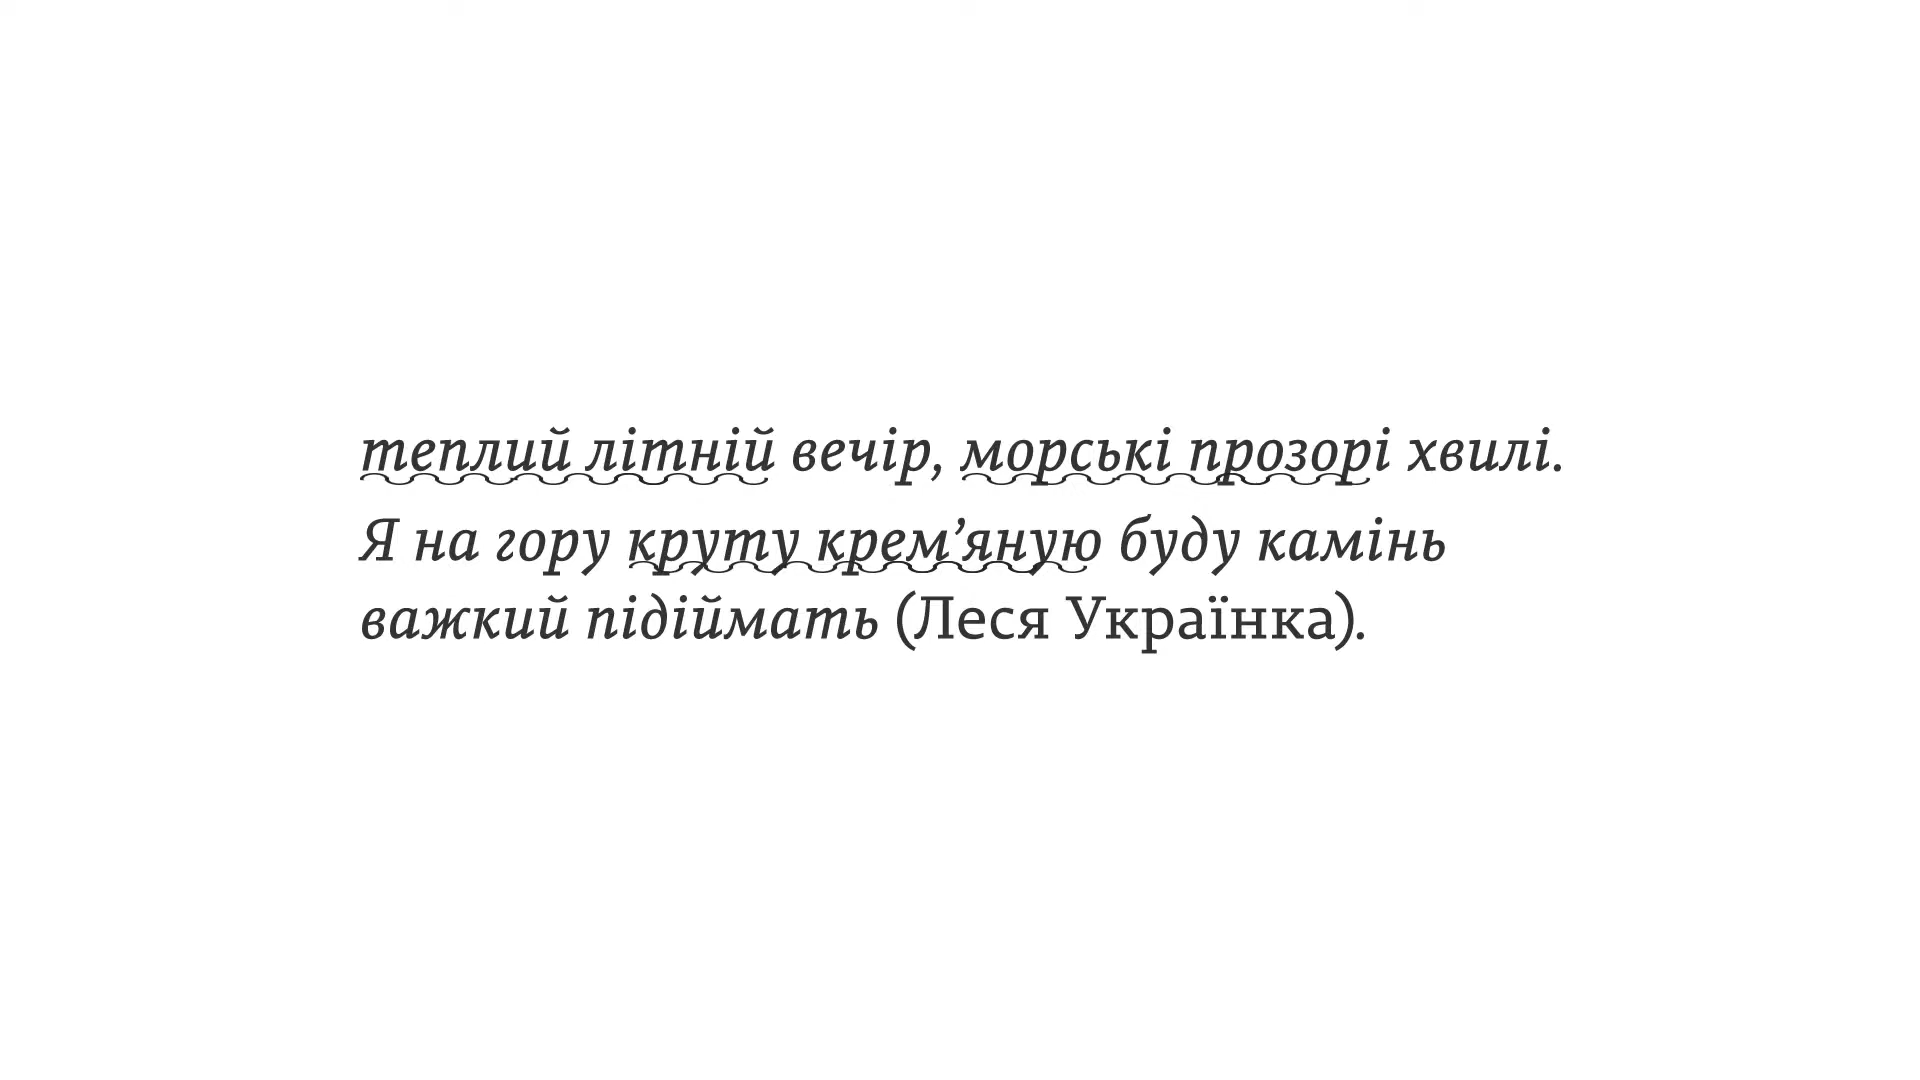 теплий літній вечір, морські прозорі хвилі.
Я на гору круту крем’яную буду камінь
важкий підіймать (Леся Українка).